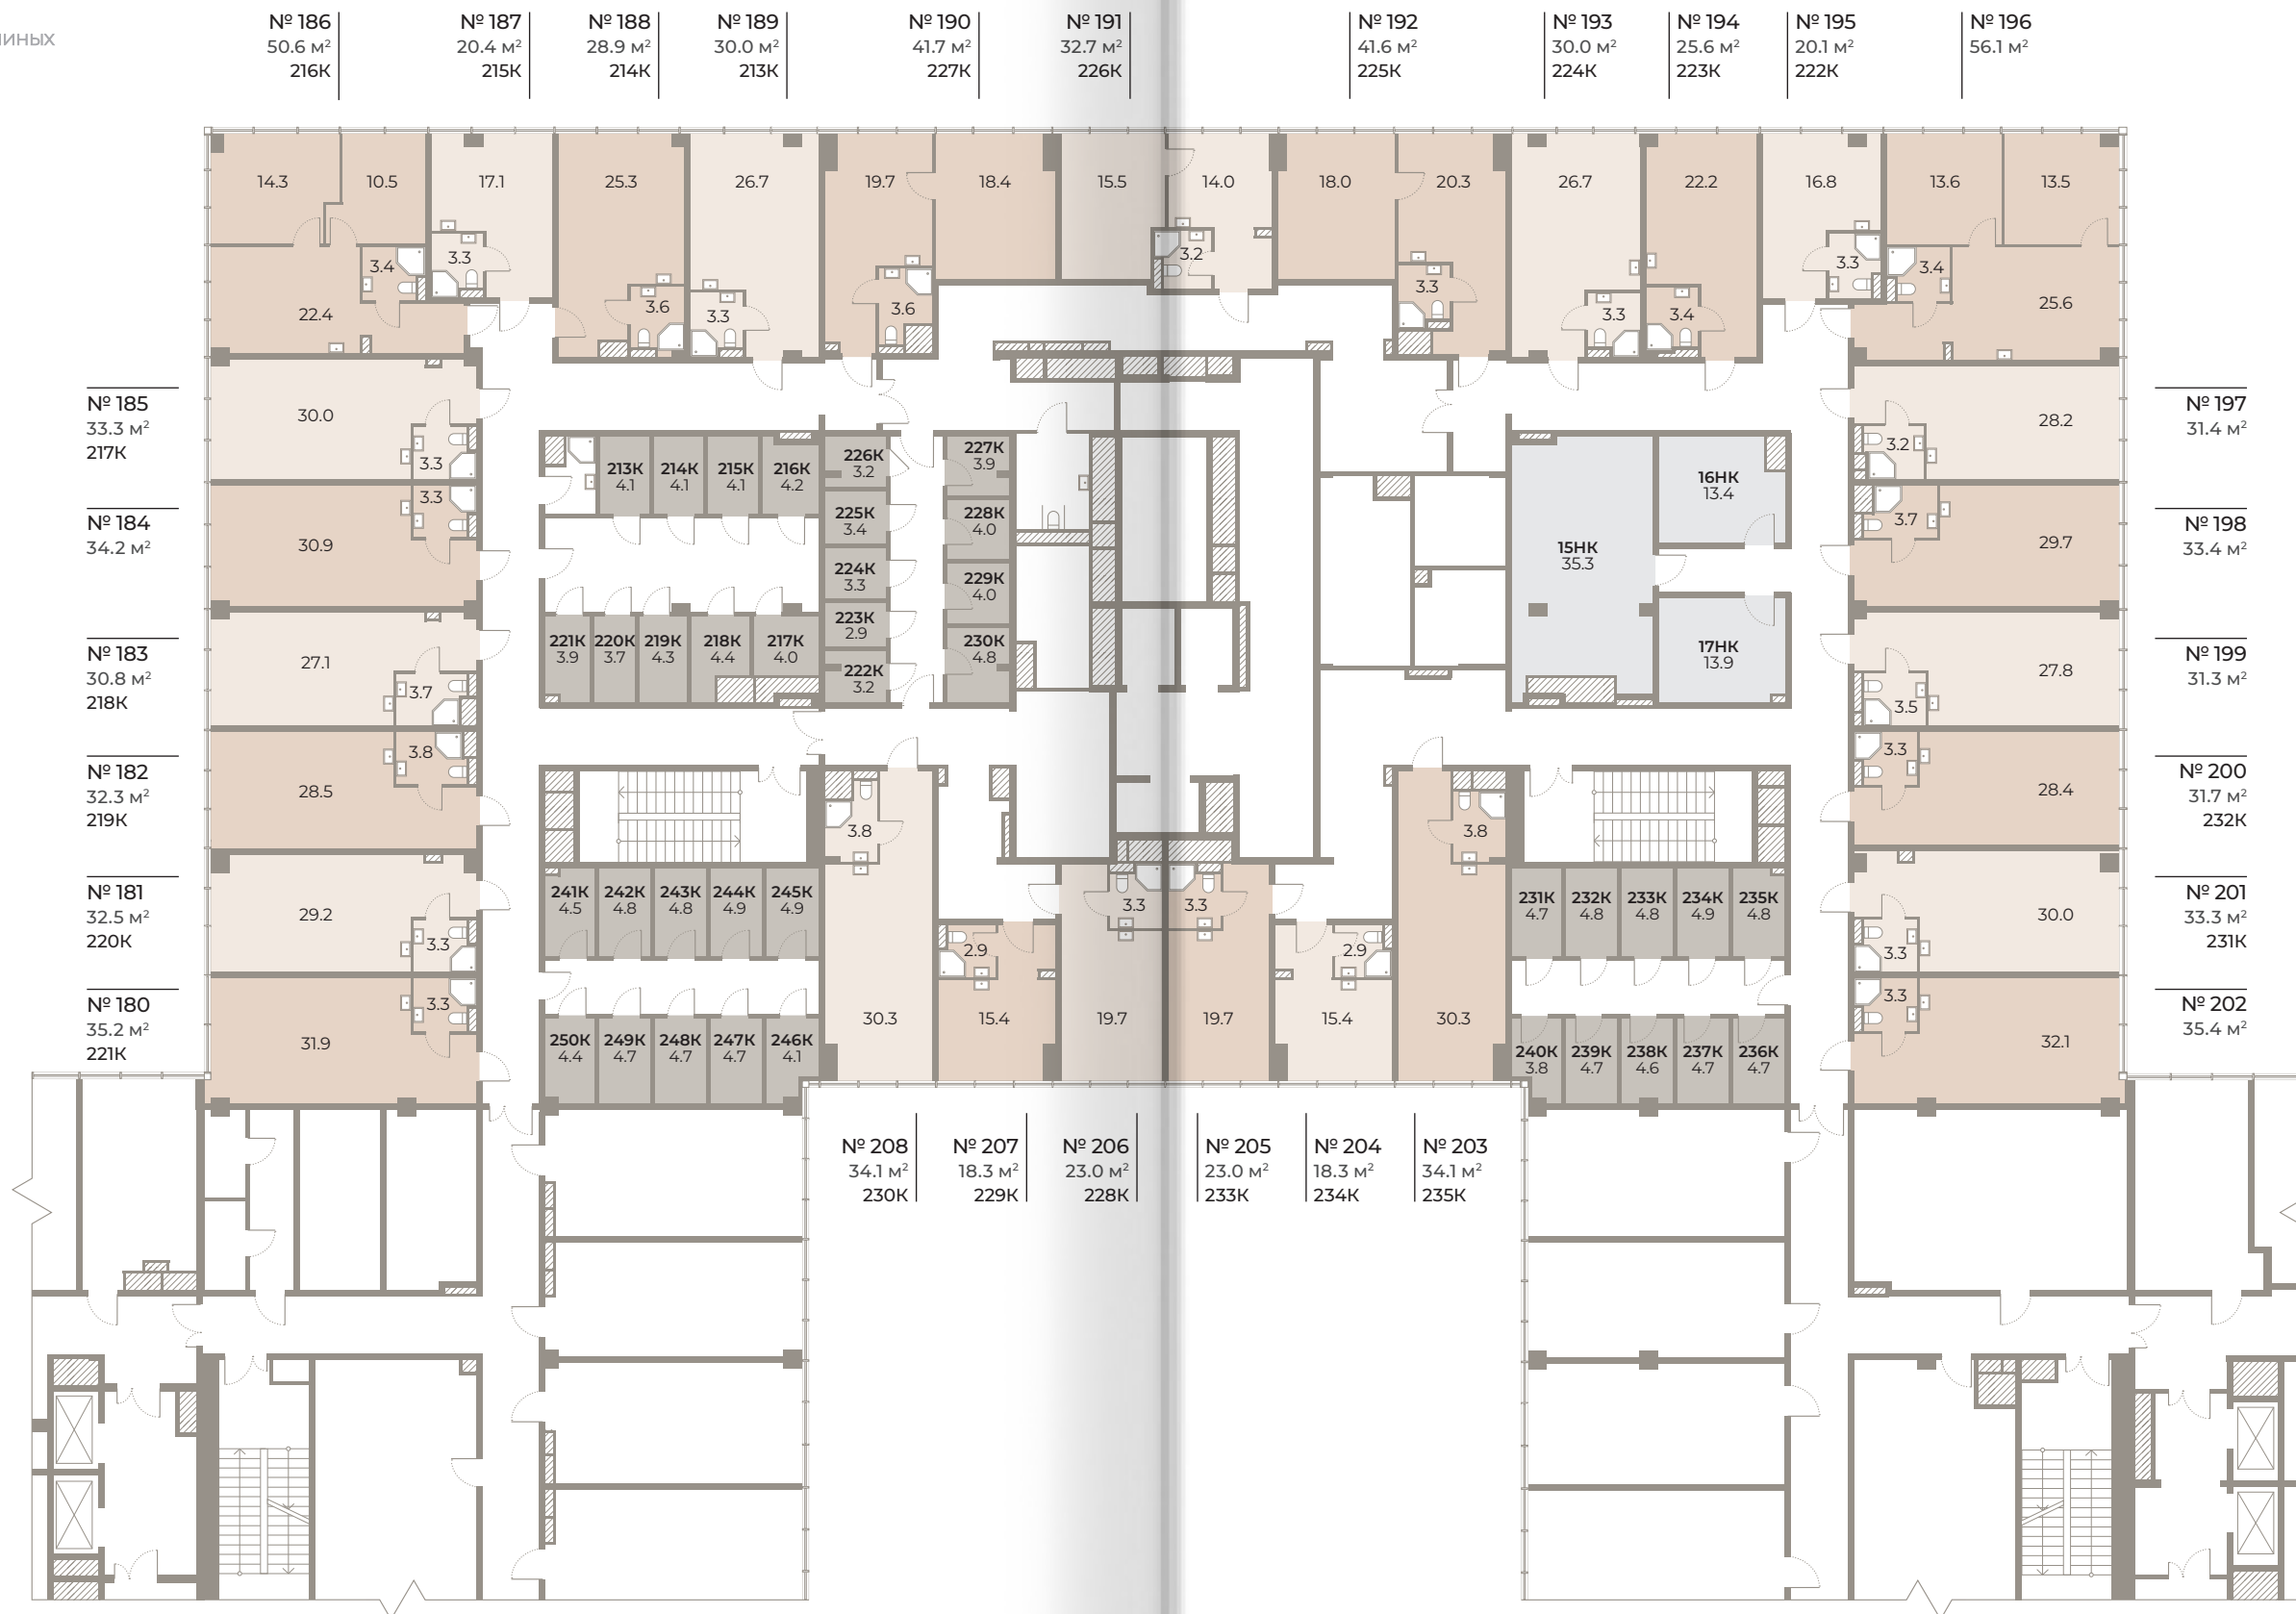 № 186
50.6 м²
216К
№ 187
20.4 м²
215К
№ 188
28.9 м²
214К
№ 189
30.0 м²
213К
№ 190
41.7 м²
227К
№ 191
32.7 м²
226К
№ 192
41.6 м²
225К
№ 193
30.0 м²
224К
№ 194
25.6 м²
223К
№ 195
20.1 м²
222К
№ 196
56.1 м²
14.3
10.5
17.1
25.3
26.7
19.7
18.4
15.5
14.0
18.0
20.3
26.7
22.2
16.8
13.6
13.5
3.4
3.3
3.6
3.3
3.6
3.2
3.3
3.3
3.4
3.3
3.4
22.4
25.6
№ 185
33.3 м²
217К
30.0
3.3
№ 184
34.2 м²
30.9
3.3
№ 183
30.8 м²
218К
27.1
3.7
№ 182
32.3 м²
219К
28.5
3.8
№ 181
32.5 м²
220К
29.2
3.3
№ 180
35.2 м²
221К
31.9
3.3
213К
4.1
214К
4.1
215К
4.1
216К
4.2
226К
3.2
227К
3.9
225К
3.4
228К
4.0
224К
3.3
229К
4.0
223К
2.9
230К
4.8
222К
3.2
221К
3.9
220К
3.7
219К
4.3
218К
4.4
217К
4.0
15НК
35.3
16НК
13.4
17НК
13.9
28.2
3.2
№ 197
31.4 м²
29.7
3.7
№ 198
33.4 м²
27.8
3.5
№ 199
31.3 м²
28.4
3.3
№ 200
31.7 м²
232К
30.0
3.3
№ 201
33.3 м²
231К
32.1
3.3
№ 202
35.4 м²
241К
4.5
242К
4.8
243К
4.8
244К
4.9
245К
4.9
250К
4.4
249К
4.7
248К
4.7
247К
4.7
246К
4.1
3.8
30.3
2.9
15.4
3.3
19.7
3.3
19.7
2.9
15.4
3.8
30.3
231К
4.7
232К
4.8
233К
4.8
234К
4.9
235К
4.8
240К
3.8
239К
4.7
238К
4.6
237К
4.7
236К
4.7
№ 208
34.1 м²
230К
№ 207
18.3 м²
229К
№ 206
23.0 м²
228К
№ 205
23.0 м²
233К
№ 204
18.3 м²
234К
№ 203
34.1 м²
235К